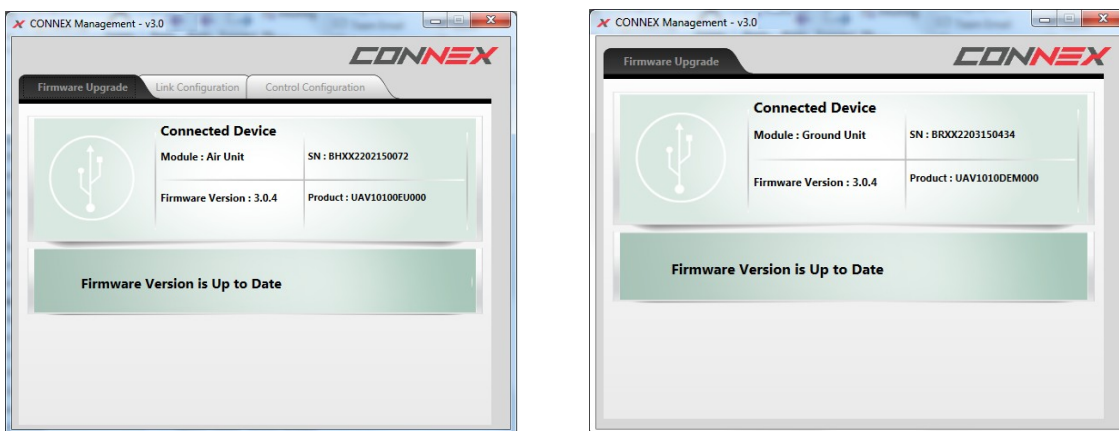 CONNEX Management - v3.0
CONNEX
Firmware Upgrade
Link Configuration
Control Configuration
Connected Device
Module : Air Unit
SN : BHXX2202150072
Firmware Version : 3.0.4
Product : UAV10100EU000
Firmware Version is Up to Date
CONNEX Management - v3.0
CONNEX
Firmware Upgrade
Connected Device
Module : Ground Unit
SN : BRXX2203150434
Firmware Version : 3.0.4
Product : UAV1010DEM000
Firmware Version is Up to Date